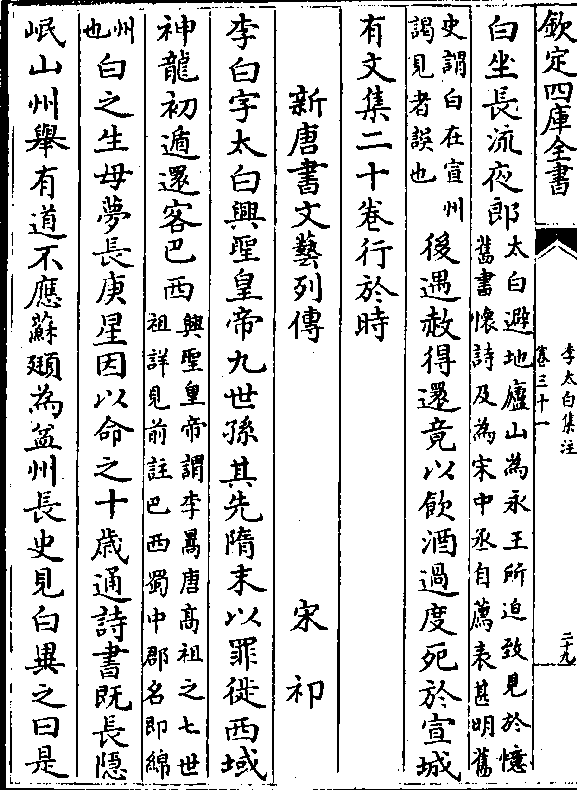 欽定四庫全書
李太白集注
卷三十一
二十九
白坐長流夜郎太白避地廬山為永王所迫致見於憶
舊書懷詩及為宋中丞自薦表甚明舊
史謂白在宣州
謁見者誤也後遇赦得還竟以飲酒過度死於宣城
有文集二十卷行於時
新唐書文藝列傳 宋祁
李白字太白興聖皇帝九世孫其先隋末以罪徙西域
神龍初遁還客巴西興聖皇帝謂李暠唐高祖之七世
祖詳見前註巴西蜀中郡名即綿
州
也白之生母夢長庚星因以命之十歳通詩書既長隠
岷山州舉有道不應蘇頲為益州長史見白異之曰是